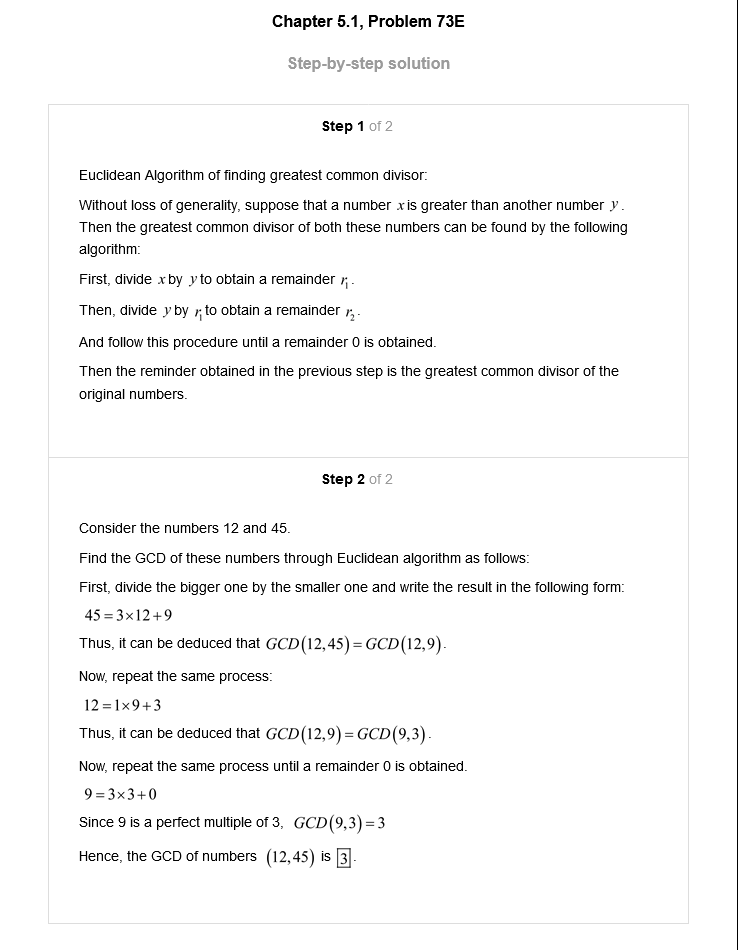 Chapter 5.1, Problem 73E
Step-by-step solution
Step 1 of 2
Euclidean Algorithm of finding greatest common divisor:
Without loss of generality, suppose that a number x is greater than another number y .
Then the greatest common divisor of both these numbers can be found by the following
algorithm:
First, divide x by y to obtain a remainder r₁ .
Then, divide y by r₁ to obtain a remainder r₂ .
And follow this procedure until a remainder 0 is obtained.
Then the reminder obtained in the previous step is the greatest common divisor of the
original numbers.
Step 2 of 2
Consider the numbers 12 and 45.
Find the GCD of these numbers through Euclidean algorithm as follows:
First, divide the bigger one by the smaller one and write the result in the following form:
45 = 3×12+9
Thus, it can be deduced that GCD(12,45) = GCD(12,9).
Now, repeat the same process:
12 = 1×9+3
Thus, it can be deduced that GCD(12,9) = GCD(9,3).
Now, repeat the same process until a remainder 0 is obtained.
9 = 3×3+0
Since 9 is a perfect multiple of 3, GCD(9,3) = 3
Hence, the GCD of numbers (12,45) is 3.